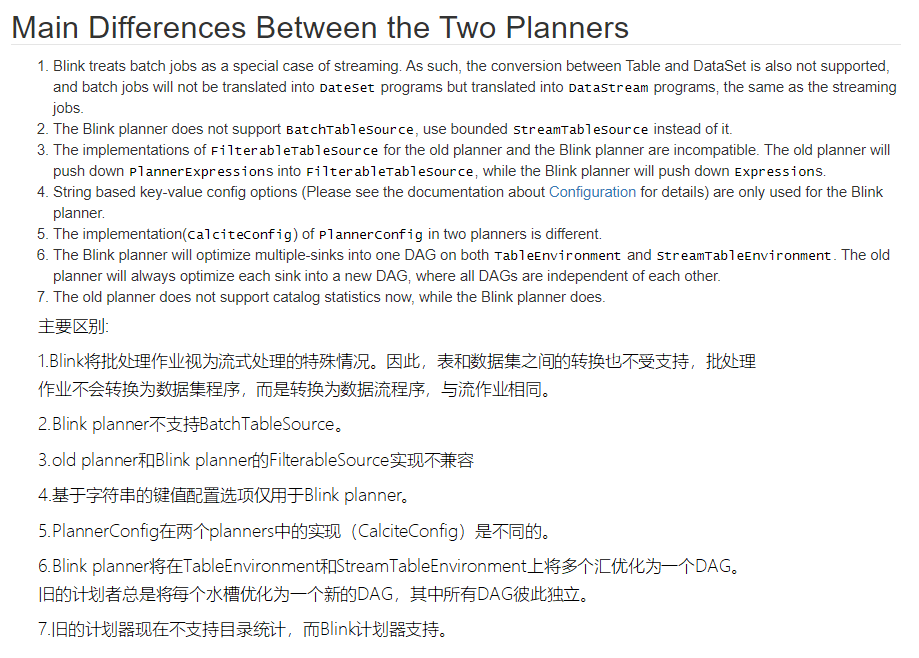 Main Differences Between the Two Planners
1. Blink treats batch jobs as a special case of streaming. As such, the conversion between Table and DataSet is also not supported,
and batch jobs will not be translated into DateSet programs but translated into DataStream programs, the same as the streaming
jobs.
2. The Blink planner does not support BatchTableSource, use bounded StreamTableSource instead of it.
3. The implementations of FilterableTableSource for the old planner and the Blink planner are incompatible. The old planner will
push down PlannerExpressions into FilterableTableSource, while the Blink planner will push down Expressions.
4. String based key-value config options (Please see the documentation about Configuration for details) are only used for the Blink
planner.
5. The implementation(CalciteConfig) of PlannerConfig in two planners is different.
6. The Blink planner will optimize multiple-sinks into one DAG on both TableEnvironment and StreamTableEnvironment. The old
planner will always optimize each sink into a new DAG, where all DAGs are independent of each other.
7. The old planner does not support catalog statistics now, while the Blink planner does.
主要区别:
1.Blink将批处理作业视为流式处理的特殊情况。因此，表和数据集之间的转换也不受支持，批处理
作业不会转换为数据集程序，而是转换为数据流程序，与流作业相同。
2.Blink planner不支持BatchTableSource。
3.old planner和Blink planner的FilterableSource实现不兼容
4.基于字符串的键值配置选项仅用于Blink planner。
5.PlannerConfig在两个planners中的实现（CalciteConfig）是不同的。
6.Blink planner将在TableEnvironment和StreamTableEnvironment上将多个汇优化为一个DAG。
旧的计划者总是将每个水槽优化为一个新的DAG，其中所有DAG彼此独立。
7.旧的计划器现在不支持目录统计，而Blink计划器支持。